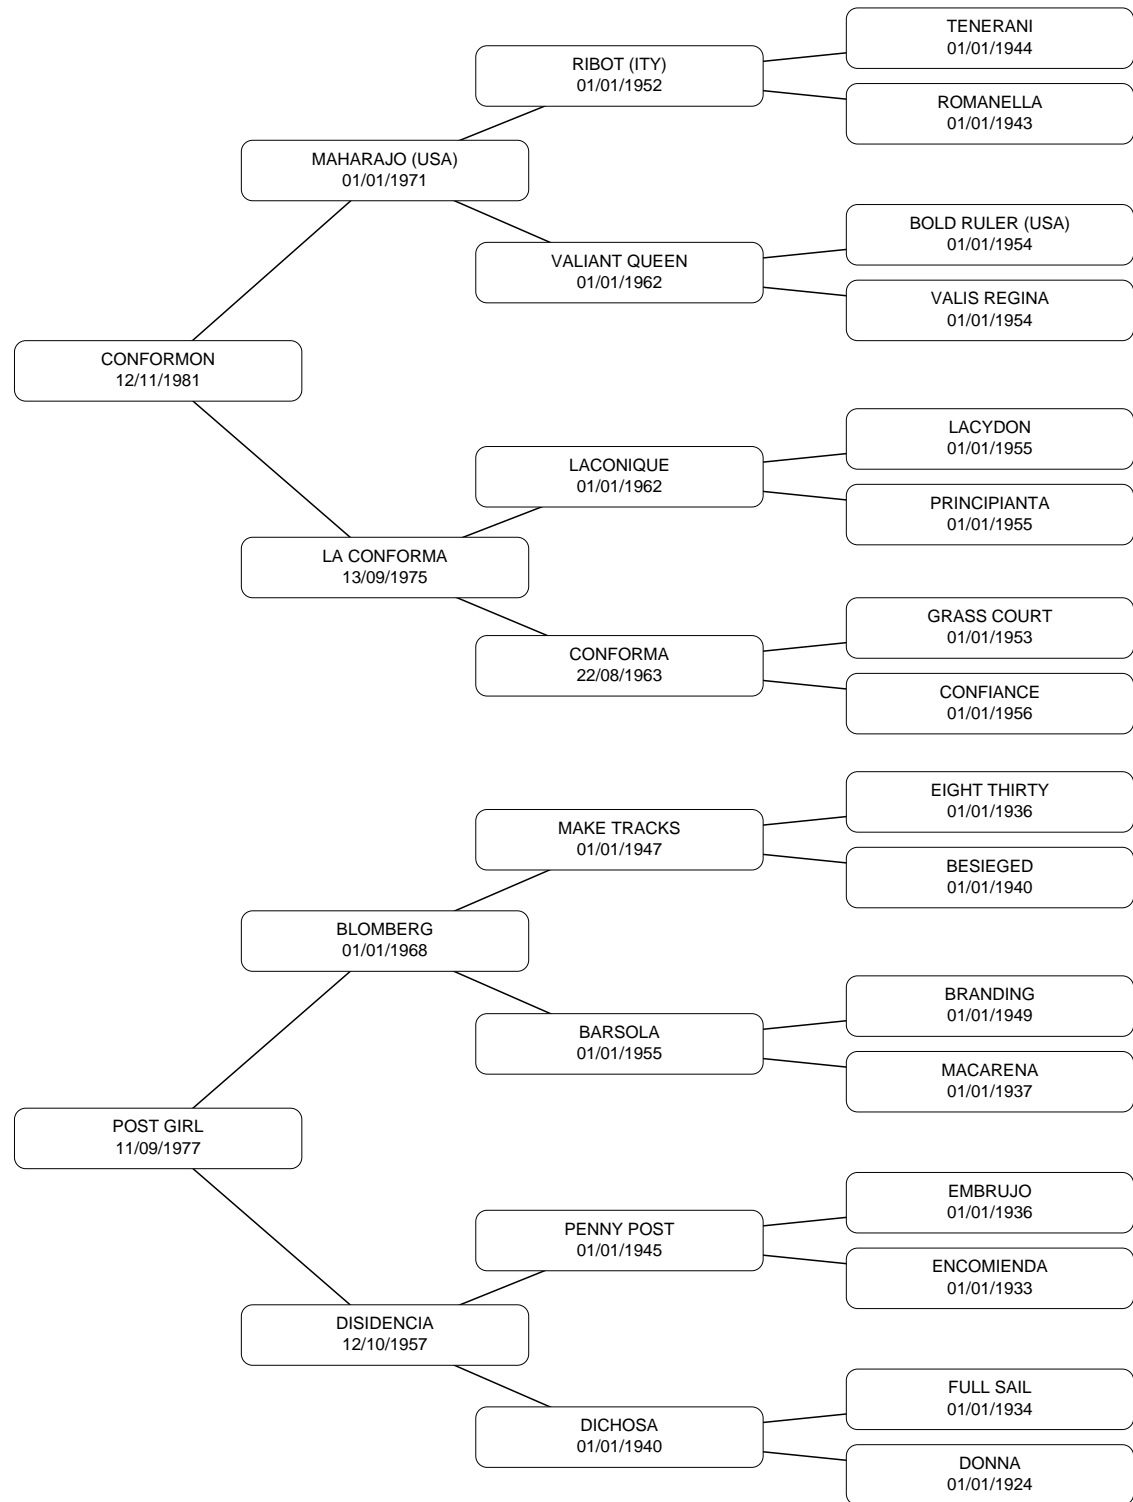 TENERANI
01/01/1944
RIBOT (ITY)
01/01/1952
ROMANELLA
01/01/1943
MAHARAJO (USA)
01/01/1971
BOLD RULER (USA)
01/01/1954
VALIANT QUEEN
01/01/1962
VALIS REGINA
01/01/1954
CONFORMON
12/11/1981
LACYDON
01/01/1955
LACONIQUE
01/01/1962
PRINCIPIANTA
01/01/1955
LA CONFORMA
13/09/1975
GRASS COURT
01/01/1953
CONFORMA
22/08/1963
CONFIANCE
01/01/1956
EIGHT THIRTY
01/01/1936
MAKE TRACKS
01/01/1947
BESIEGED
01/01/1940
BLOMBERG
01/01/1968
BRANDING
01/01/1949
BARSOLA
01/01/1955
MACARENA
01/01/1937
POST GIRL
11/09/1977
EMBRUJO
01/01/1936
PENNY POST
01/01/1945
ENCOMIENDA
01/01/1933
DISIDENCIA
12/10/1957
FULL SAIL
01/01/1934
DICHOSA
01/01/1940
DONNA
01/01/1924